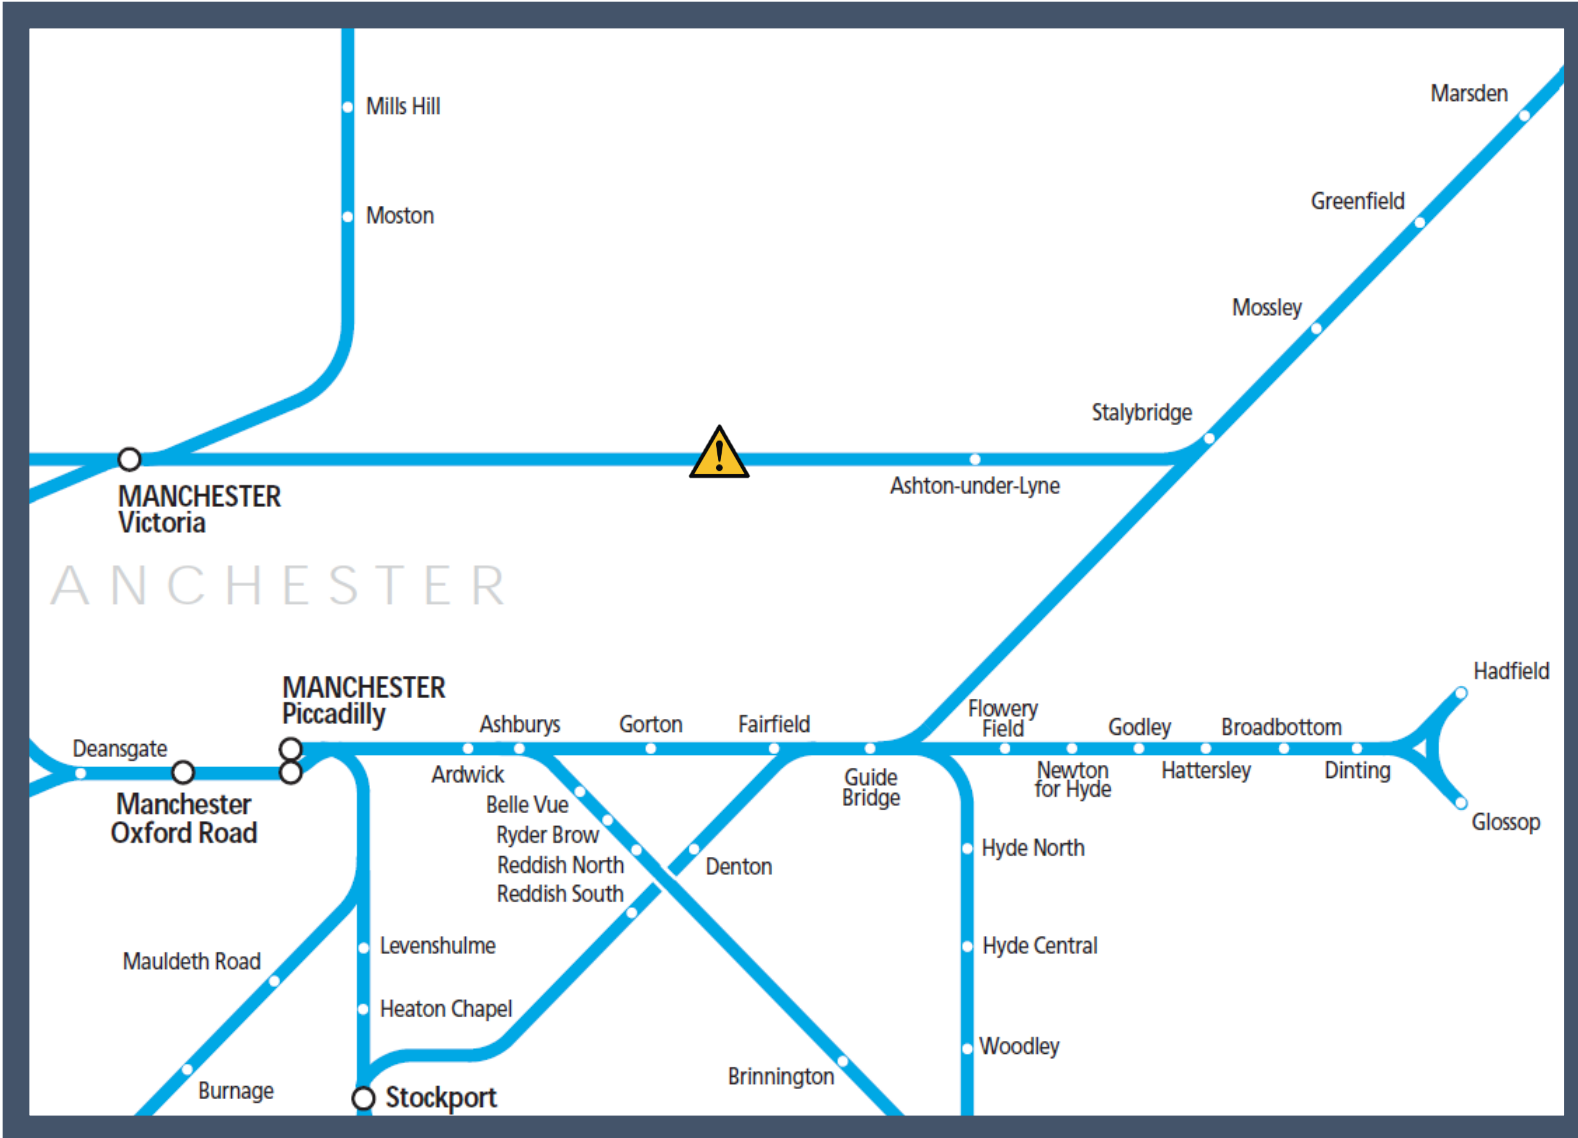 Marsden
Mills Hill
Greenfield
Moston
Mossley
Stalybridge
!
Ashton-under-Lyne
MANCHESTER
Victoria
ANCHESTER
Hadfield
MANCHESTER
Piccadilly
Flowery
Field
Ashburys
Gorton
Fairfield
Godley
Broadbottom
Deansgate
Ardwick
Guide
Bridge
Newton
for Hyde
Hattersley
Dinting
Manchester
Oxford Road
Belle Vue
Glossop
Ryder Brow
Hyde North
Reddish North
Denton
Reddish South
Levenshulme
Hyde Central
Mauldeth Road
Heaton Chapel
Woodley
Brinnington
Burnage
Stockport